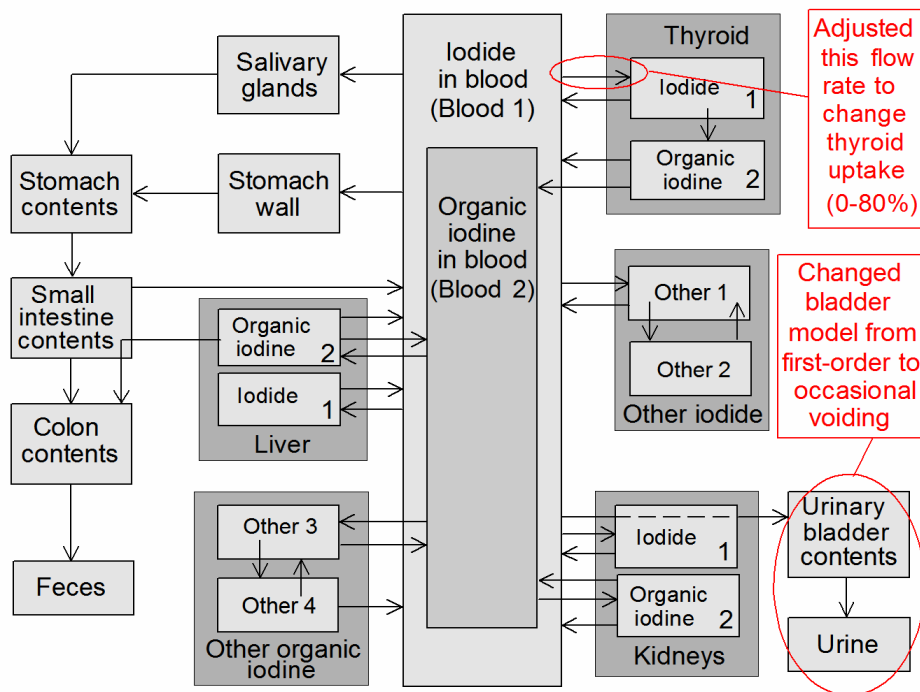 Salivary
glands
Stomach
contents
Stomach
wall
Small
intestine
contents
Colon
contents
Feces
Organic
iodine
2
Iodide
1
Liver
Other 3
Other 4
Other organic
iodine
Iodide
in blood
(Blood 1)
Organic
iodine
in blood
(Blood 2)
Thyroid
Iodide
1
Organic
iodine
2
Other 1
Other 2
Other iodide
Iodide
1
Organic
iodine
2
Kidneys
Urinary
bladder
contents
Urine
Adjusted
this flow
rate to
change
thyroid
uptake
(0-80%)
Changed
bladder
model from
first-order to
occasional
voiding